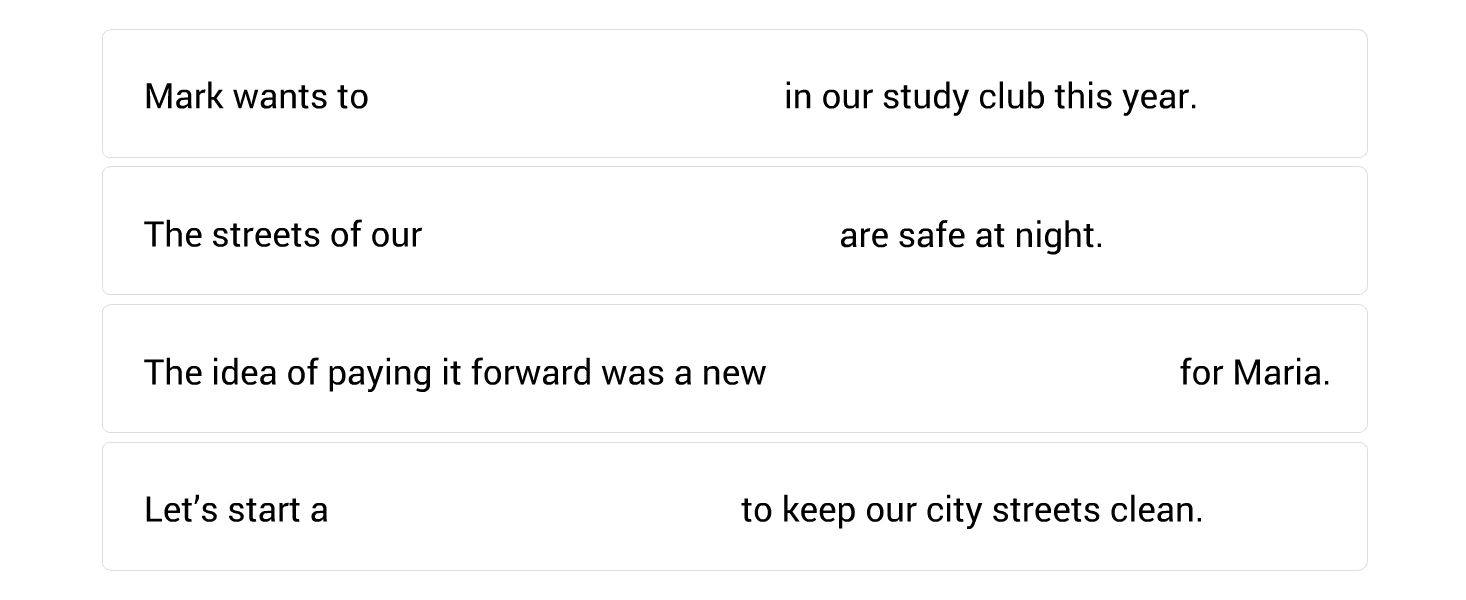 Mark wants to in our study club this year.
The streets of our are safe at night.
The idea of paying it forward was a new for Maria.
Let’s start a to keep our city streets clean.